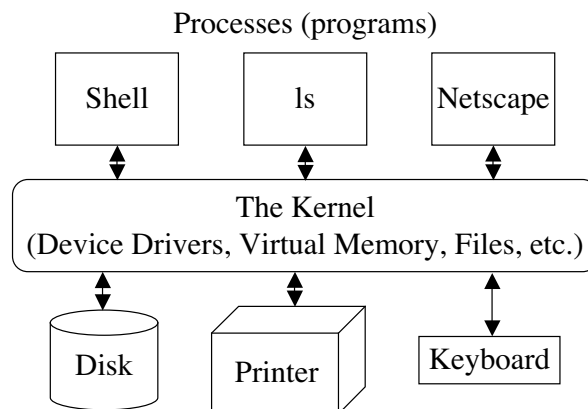 Processes (programs)
Shell
ls
Netscape
The Kernel
(Device Drivers, Virtual Memory, Files, etc.)
Disk
Printer
Keyboard